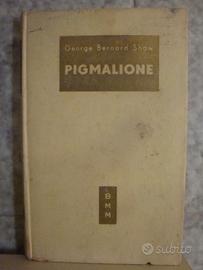 George Bernard Shaw
PIGMALIONE
B
M
M
subito